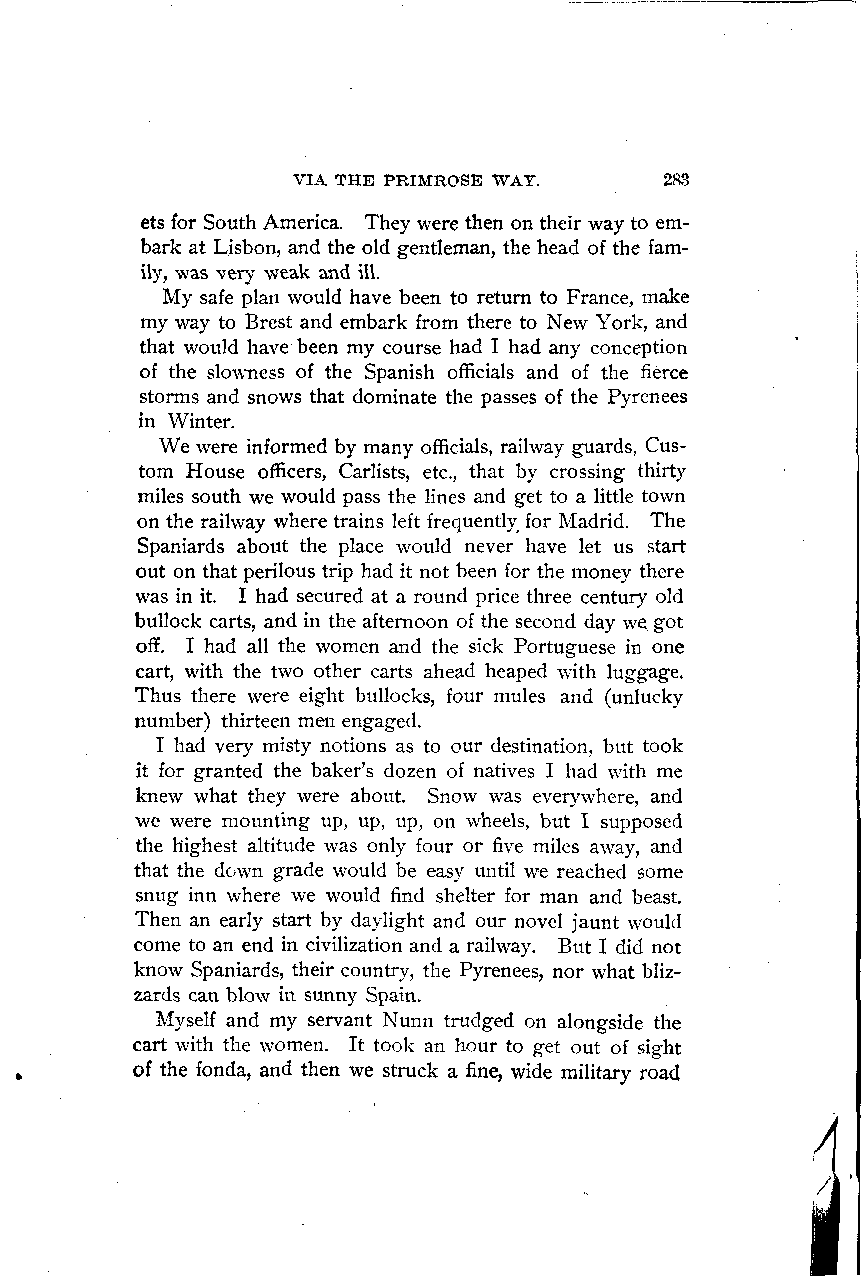 VIA THE PRIMROSE WAY. 283
ets for South America. They were then on their way to em-
bark at Lisbon, and the old gentleman, the head of the fam-
ily, was very weak and ill.
My safe plan would have been to return to France, make
my way to Brest and embark from there to New York, and
that would have been my course had I had any conception
of the slowness of the Spanish officials and of the fierce
storms and snows that dominate the passes of the Pyrenees
in Winter.
We were informed by many officials, railway guards, Cus-
tom House officers, Carlists, etc., that by crossing thirty
miles south we would pass the lines and get to a little town
on the railway where trains left frequently for Madrid. The
Spaniards about the place would never have let us start
out on that perilous trip had it not been for the money there
was in it. I had secured at a round price three century old
bullock carts, and in the afternoon of the second day we got
off. I had all the women and the sick Portuguese in one
cart, with the two other carts ahead heaped with luggage.
Thus there were eight bullocks, four mules and (unlucky
number) thirteen men engaged.
I had very misty notions as to our destination, but took
it for granted the baker's dozen of natives I had with me
knew what they were about. Snow was everywhere, and
we were mounting up, up, up, on wheels, but I supposed
the highest altitude was only four or five miles away, and
that the down grade would be easy until we reached some
snug inn where we would find shelter for man and beast.
Then an early start by daylight and our novel jaunt would
come to an end in civilization and a railway. But I did not
know Spaniards, their country, the Pyrenees, nor what bliz-
zards can blow in sunny Spain.
Myself and my servant Nunn trudged on alongside the
cart with the women. It took an hour to get out of sight
of the fonda, and then we struck a fine, wide military road